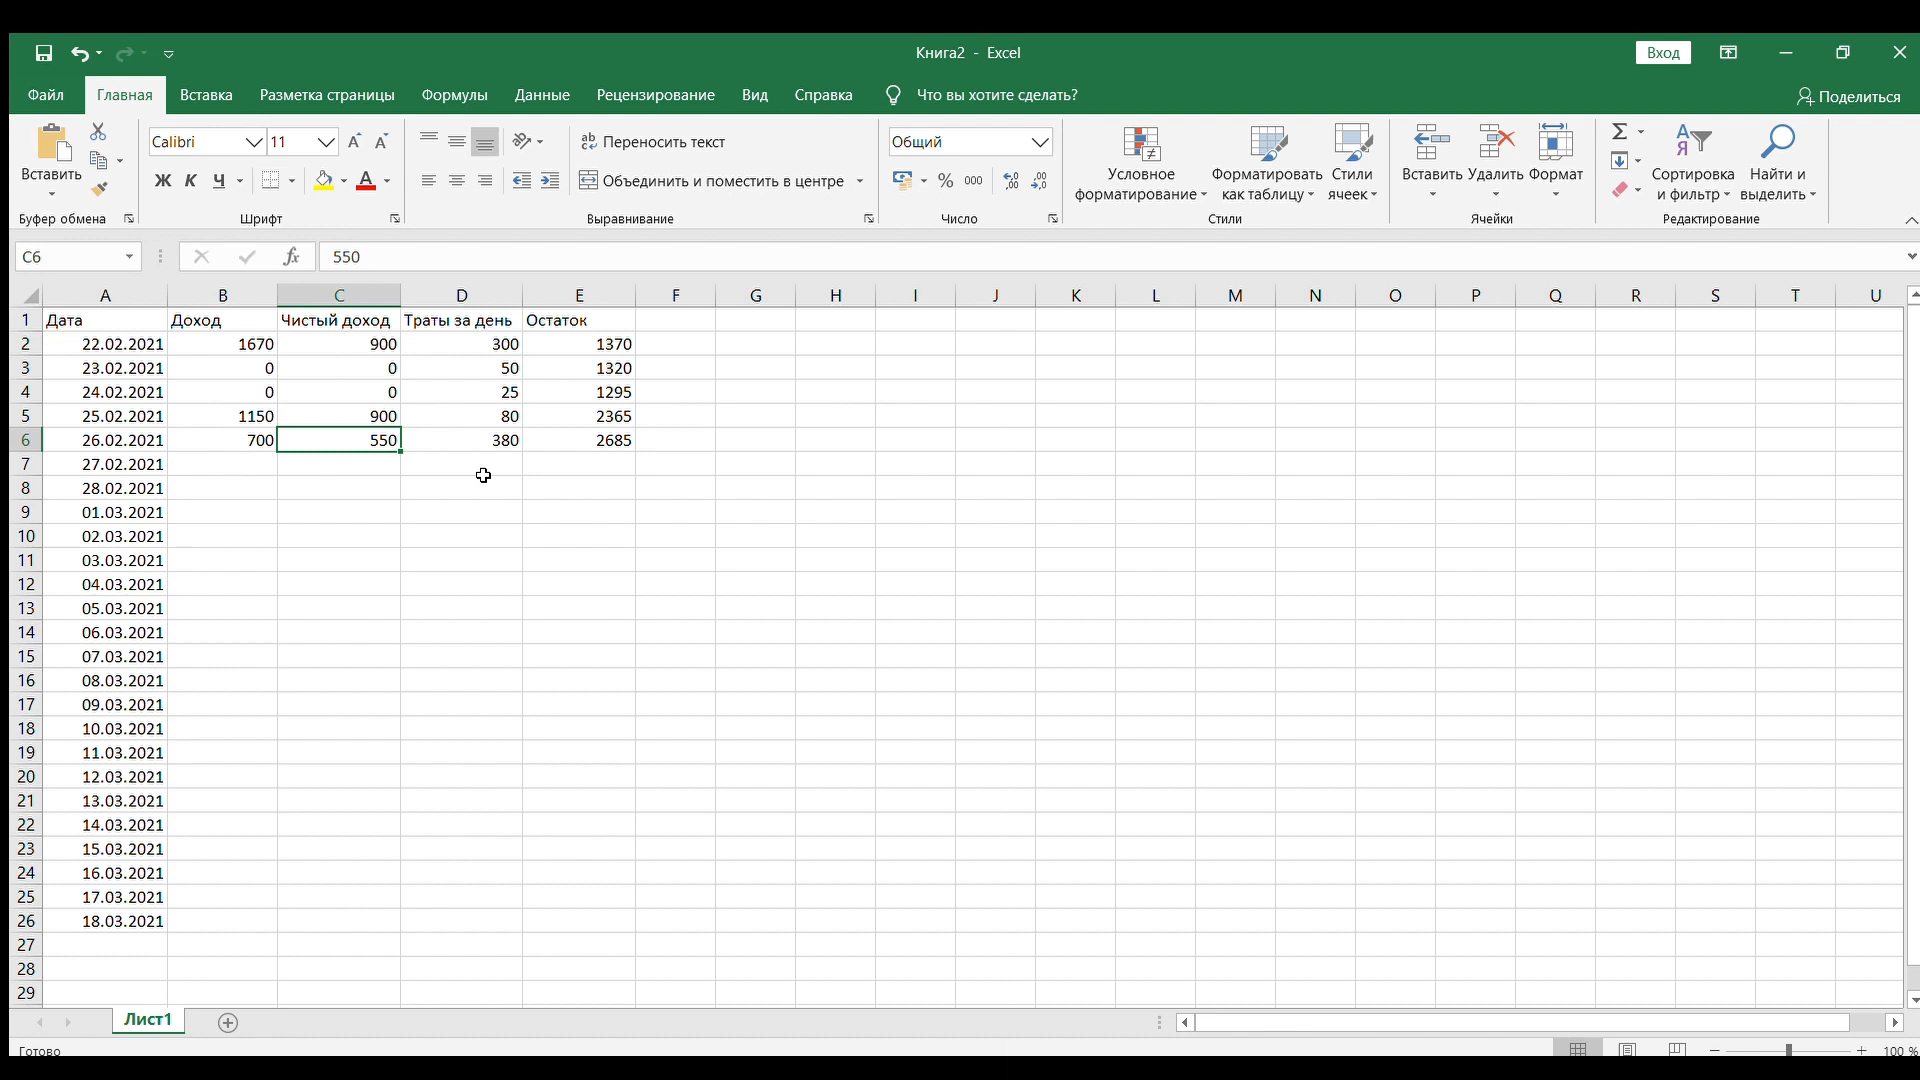 Книга2 - Excel
Вход
Файл Главная Вставка Разметка страницы Формулы Данные Рецензирование Вид Справка Что вы хотите сделать? Поделиться
Вставить
Calibri 11
Ж К Ч
Переносить текст
Объединить и поместить в центре
Общий
% 000
Условное форматирование
Форматировать как таблицу
Стили ячеек
Вставить Удалить Формат
Сортировка и фильтр
Найти и выделить
Буфер обмена Шрифт Выравнивание Число Стили Ячейки Редактирование
C6 fx 550
A B C D E F G H I J K L M N O P Q R S T U
1 Дата Доход Чистый доход Траты за день Остаток
2 22.02.2021 1670 900 300 1370
3 23.02.2021 0 0 50 1320
4 24.02.2021 0 0 25 1295
5 25.02.2021 1150 900 80 2365
6 26.02.2021 700 550 380 2685
7 27.02.2021
8 28.02.2021
9 01.03.2021
10 02.03.2021
11 03.03.2021
12 04.03.2021
13 05.03.2021
14 06.03.2021
15 07.03.2021
16 08.03.2021
17 09.03.2021
18 10.03.2021
19 11.03.2021
20 12.03.2021
21 13.03.2021
22 14.03.2021
23 15.03.2021
24 16.03.2021
25 17.03.2021
26 18.03.2021
27
28
29
Лист1
Готово 100 %